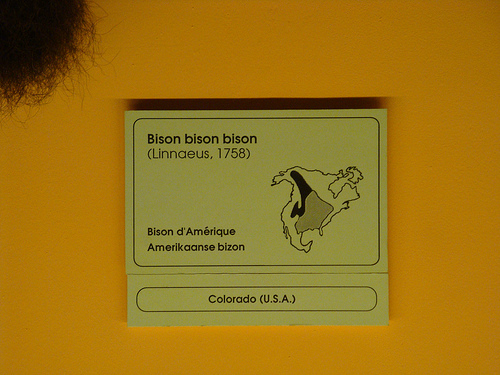 Bison bison bison
(Linnaeus, 1758)
Bison d'Amérique
Amerikaanse bizon
Colorado (U.S.A.)